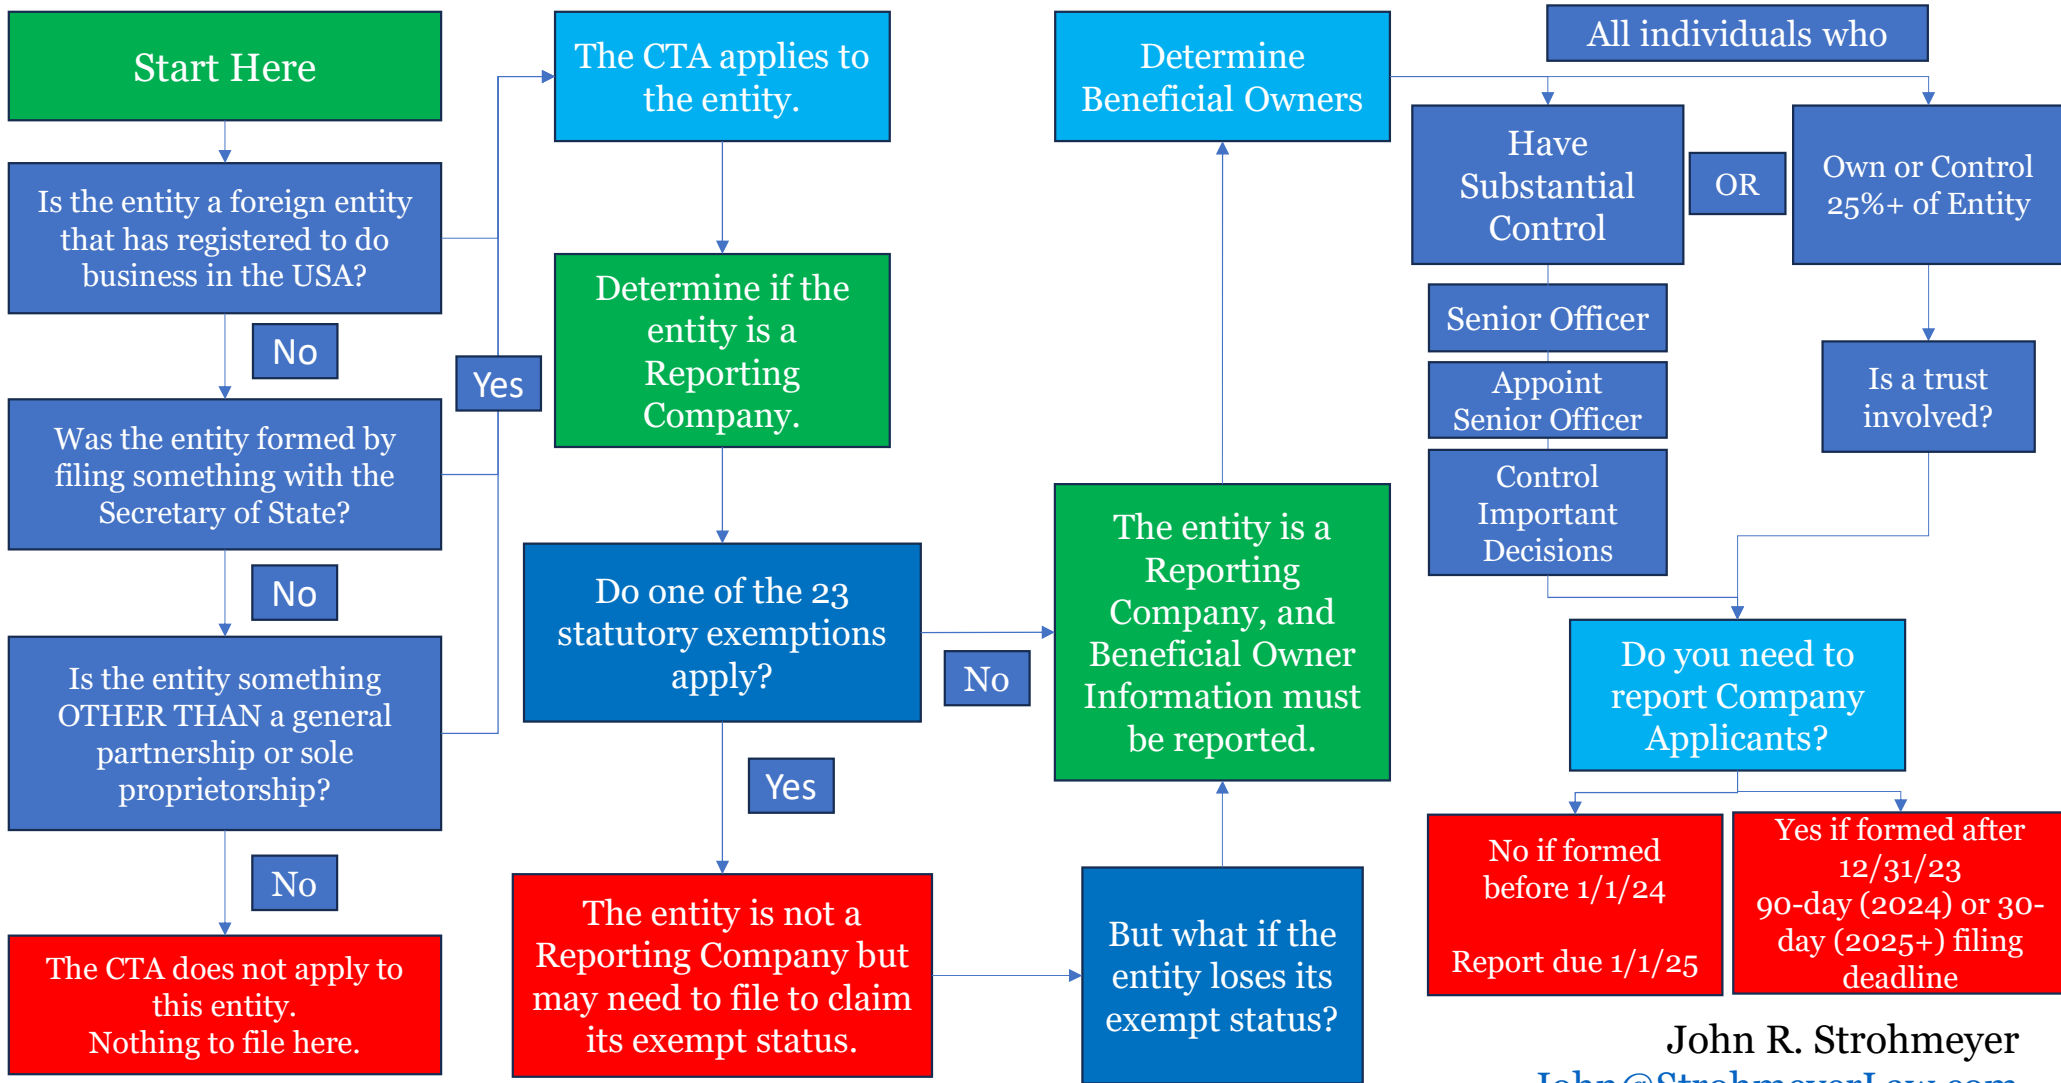 Start Here
Is the entity a foreign entity
that has registered to do
business in the USA?
No
Was the entity formed by
filing something with the
Secretary of State?
No
Is the entity something
OTHER THAN a general
partnership or sole
proprietorship?
No
The CTA does not apply to
this entity.
Nothing to file here.
Yes
The CTA applies to
the entity.
Determine if the
entity is a
Reporting
Company.
Do one of the 23
statutory exemptions
apply?
No
Yes
The entity is not a
Reporting Company but
may need to file to claim
its exempt status.
But what if the
entity loses its
exempt status?
The entity is a
Reporting
Company, and
Beneficial Owner
Information must
be reported.
Determine
Beneficial Owners
All individuals who
Have
Substantial
Control
OR
Own or Control
25%+ of Entity
Senior Officer
Appoint
Senior Officer
Control
Important
Decisions
Is a trust
involved?
Do you need to
report Company
Applicants?
No if formed
before 1/1/24
Report due 1/1/25
Yes if formed after
12/31/23
90-day (2024) or 30-
day (2025+) filing
deadline
John R. Strohmeyer
John@StrohmeyerLaw.com